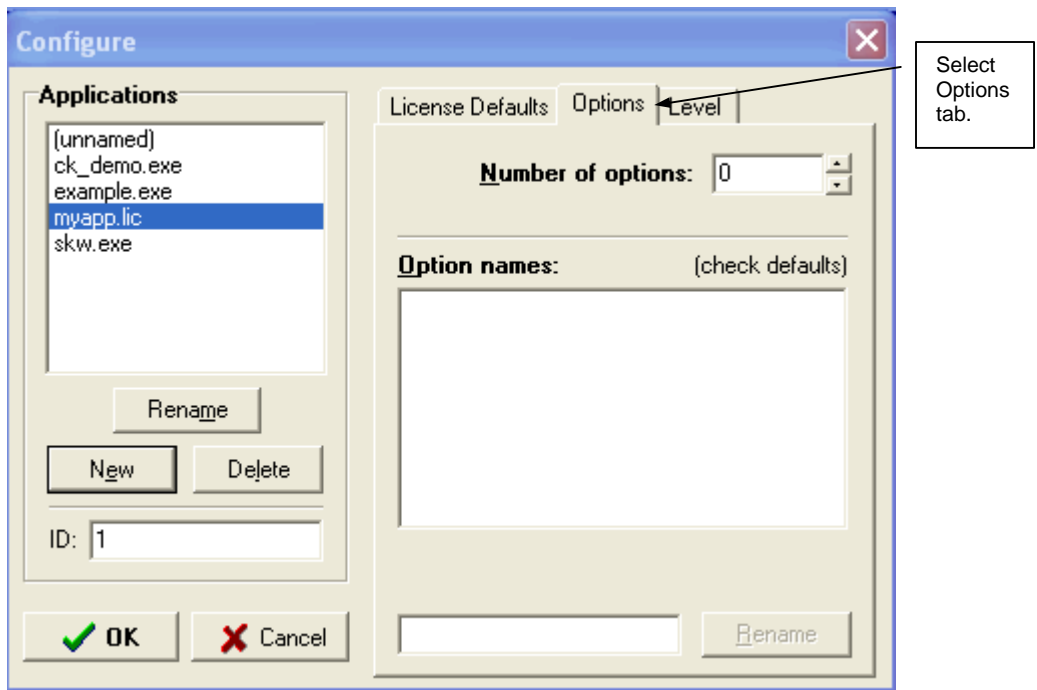 Configure
Applications
(unnamed)
ck_demo.exe
example.exe
myapp.lic
skw.exe
Rename
New
Delete
ID: 1
OK
Cancel
License Defaults
Options
Level
Number of options: 0
Option names:
(check defaults)
Rename
Select
Options
tab.